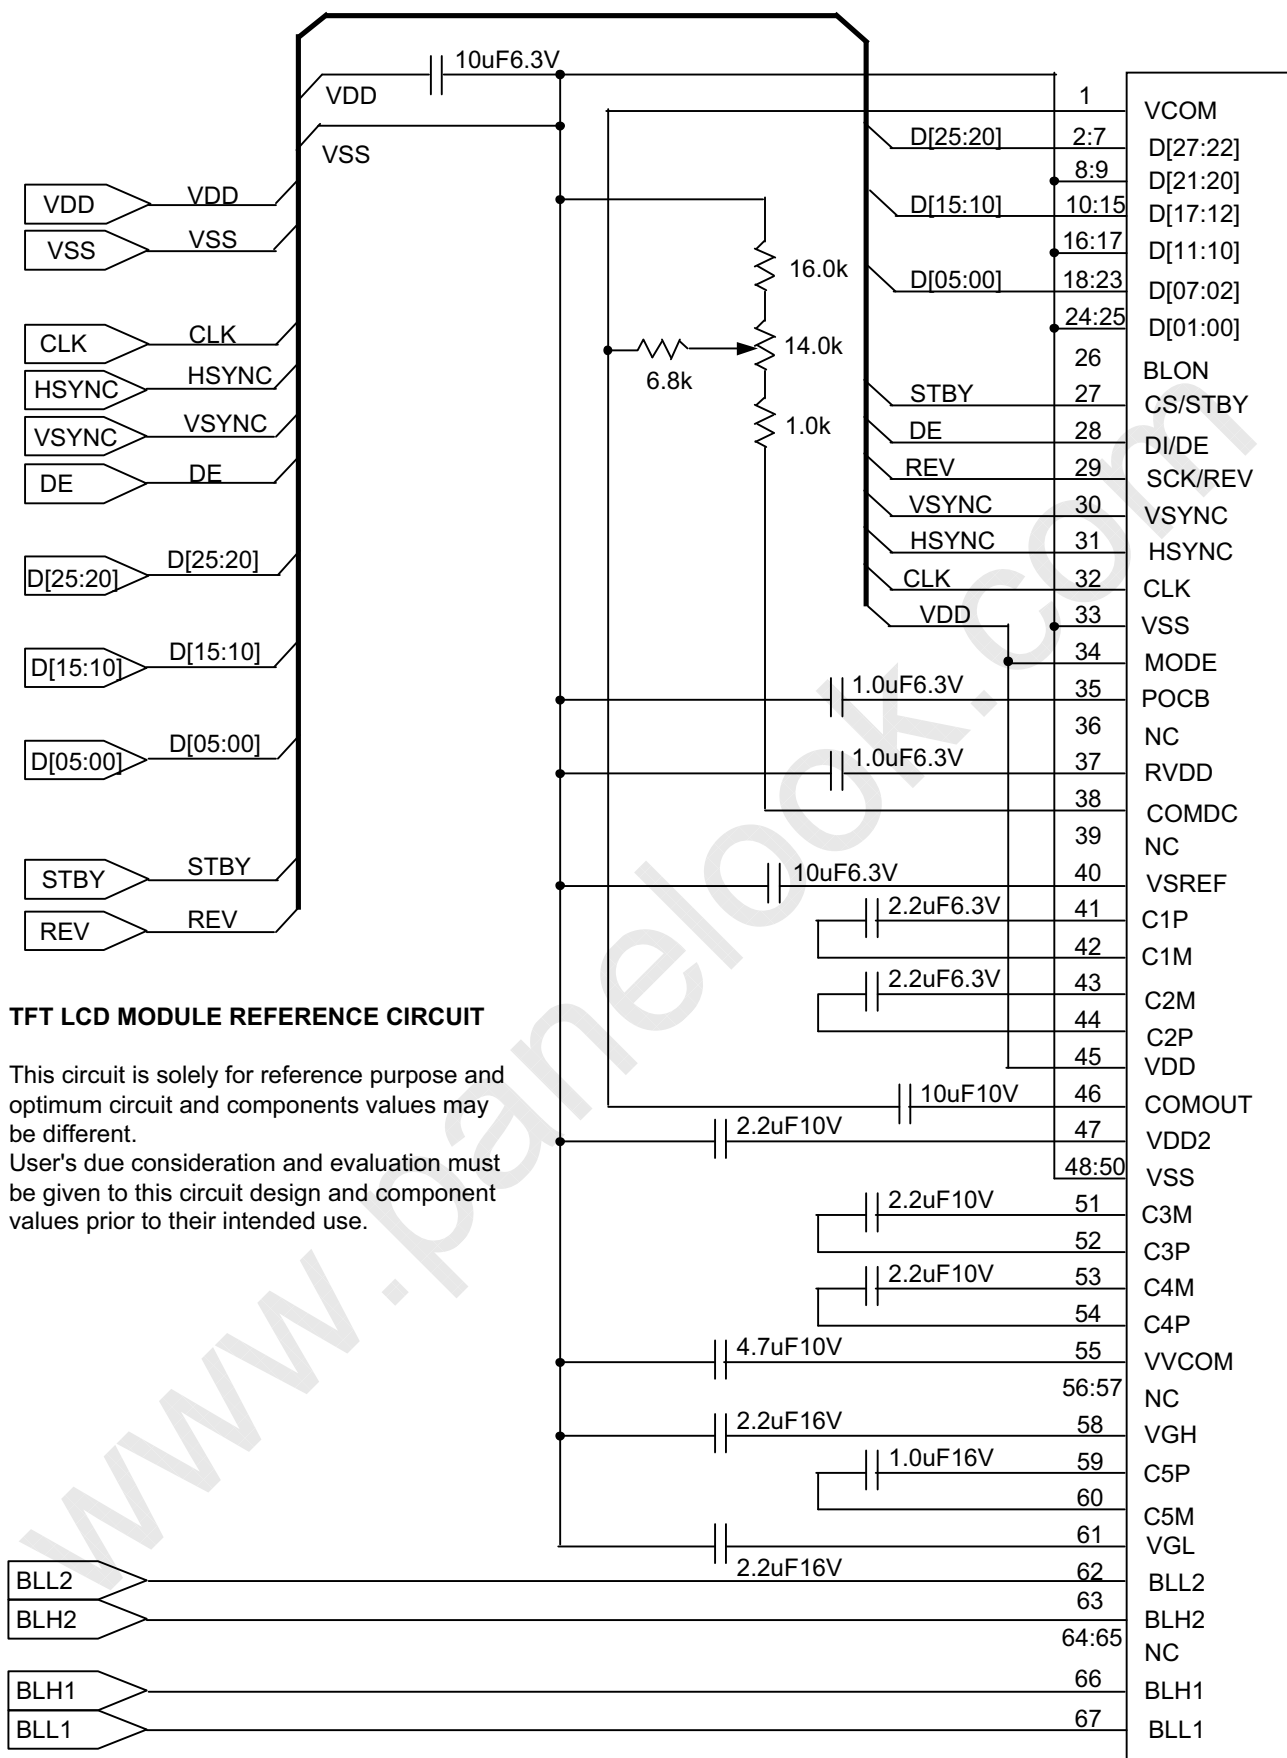 10uF6.3V
VDD
VSS
VDD VDD
VSS VSS
CLK CLK
HSYNC HSYNC
VSYNC VSYNC
DE DE
D[25:20] D[25:20]
D[15:10] D[15:10]
D[05:00] D[05:00]
STBY STBY
REV REV
16.0k
14.0k
6.8k
1.0k
1 VCOM
D[25:20] 2:7 D[27:22]
8:9 D[21:20]
D[15:10] 10:15 D[17:12]
16:17 D[11:10]
D[05:00] 18:23 D[07:02]
24:25 D[01:00]
26 BLON
STBY 27 CS/STBY
DE 28 DI/DE
REV 29 SCK/REV
VSYNC 30 VSYNC
HSYNC 31 HSYNC
CLK 32 CLK
VDD 33 VSS
34 MODE
1.0uF6.3V 35 POCB
36 NC
1.0uF6.3V 37 RVDD
38 COMDC
39 NC
10uF6.3V 40 VSREF
2.2uF6.3V 41 C1P
42 C1M
2.2uF6.3V 43 C2M
44 C2P
45 VDD
10uF10V 46 COMOUT
2.2uF10V 47 VDD2
48:50 VSS
2.2uF10V 51 C3M
52 C3P
2.2uF10V 53 C4M
54 C4P
4.7uF10V 55 VVCOM
56:57 NC
2.2uF16V 58 VGH
1.0uF16V 59 C5P
60 C5M
61 VGL
2.2uF16V
BLL2 62 BLL2
BLH2 63 BLH2
64:65 NC
BLH1 66 BLH1
BLL1 67 BLL1
TFT LCD MODULE REFERENCE CIRCUIT
This circuit is solely for reference purpose and
optimum circuit and components values may
be different.
User's due consideration and evaluation must
be given to this circuit design and component
values prior to their intended use.
www.panelook.com